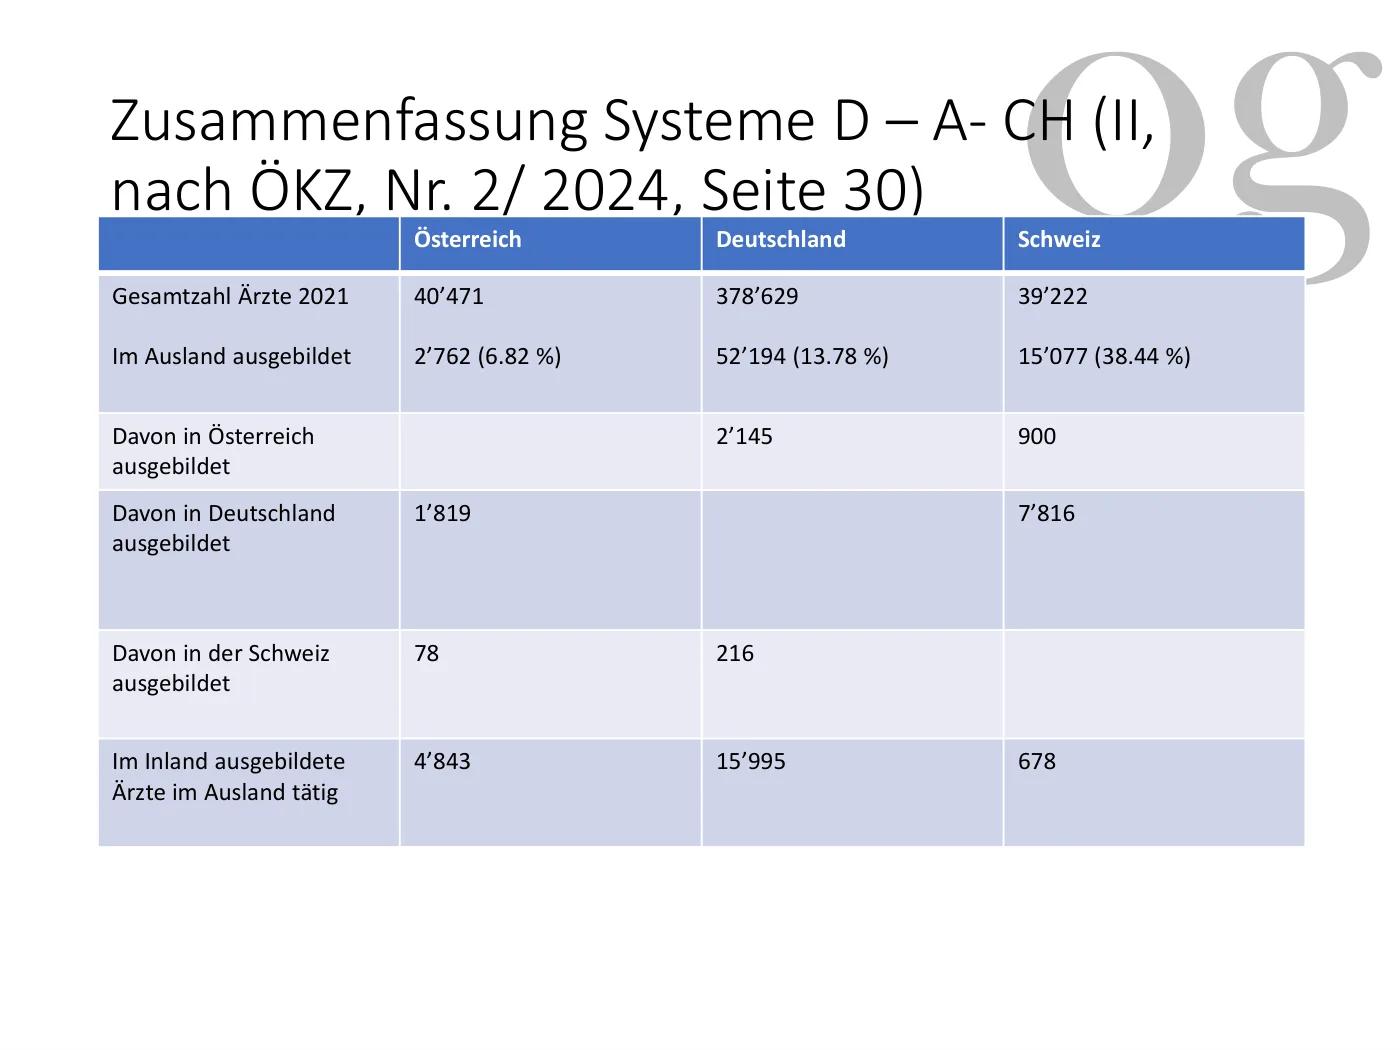 og
Zusammenfassung Systeme D – A- CH (II,
nach ÖKZ, Nr. 2/ 2024, Seite 30)
Österreich Deutschland Schweiz
Gesamtzahl Ärzte 2021 40’471 378’629 39’222
Im Ausland ausgebildet 2’762 (6.82 %) 52’194 (13.78 %) 15’077 (38.44 %)
Davon in Österreich 2’145 900
ausgebildet
Davon in Deutschland 1’819 7’816
ausgebildet
Davon in der Schweiz 78 216
ausgebildet
Im Inland ausgebildete 4’843 15’995 678
Ärzte im Ausland tätig